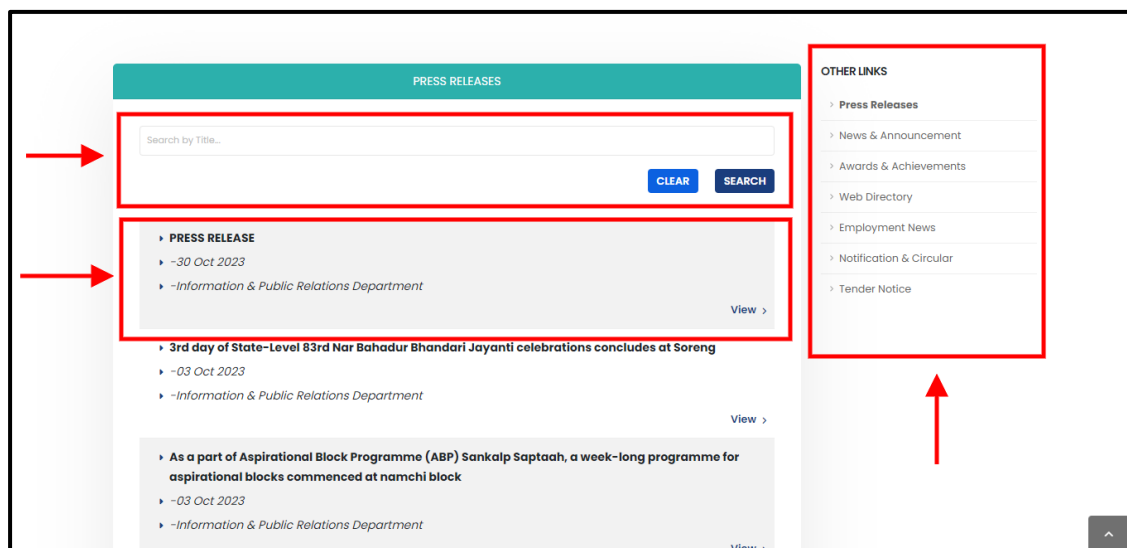 PRESS RELEASES
Search by Title...
CLEAR
SEARCH
PRESS RELEASE
-30 Oct 2023
-Information & Public Relations Department
View
3rd day of State-Level 83rd Nar Bahadur Bhandari Jayanti celebrations concludes at Soreng
-03 Oct 2023
-Information & Public Relations Department
View
As a part of Aspirational Block Programme (ABP) Sankalp Saptaah, a week-long programme for
aspirational blocks commenced at namchi block
-03 Oct 2023
-Information & Public Relations Department
View
OTHER LINKS
Press Releases
News & Announcement
Awards & Achievements
Web Directory
Employment News
Notification & Circular
Tender Notice